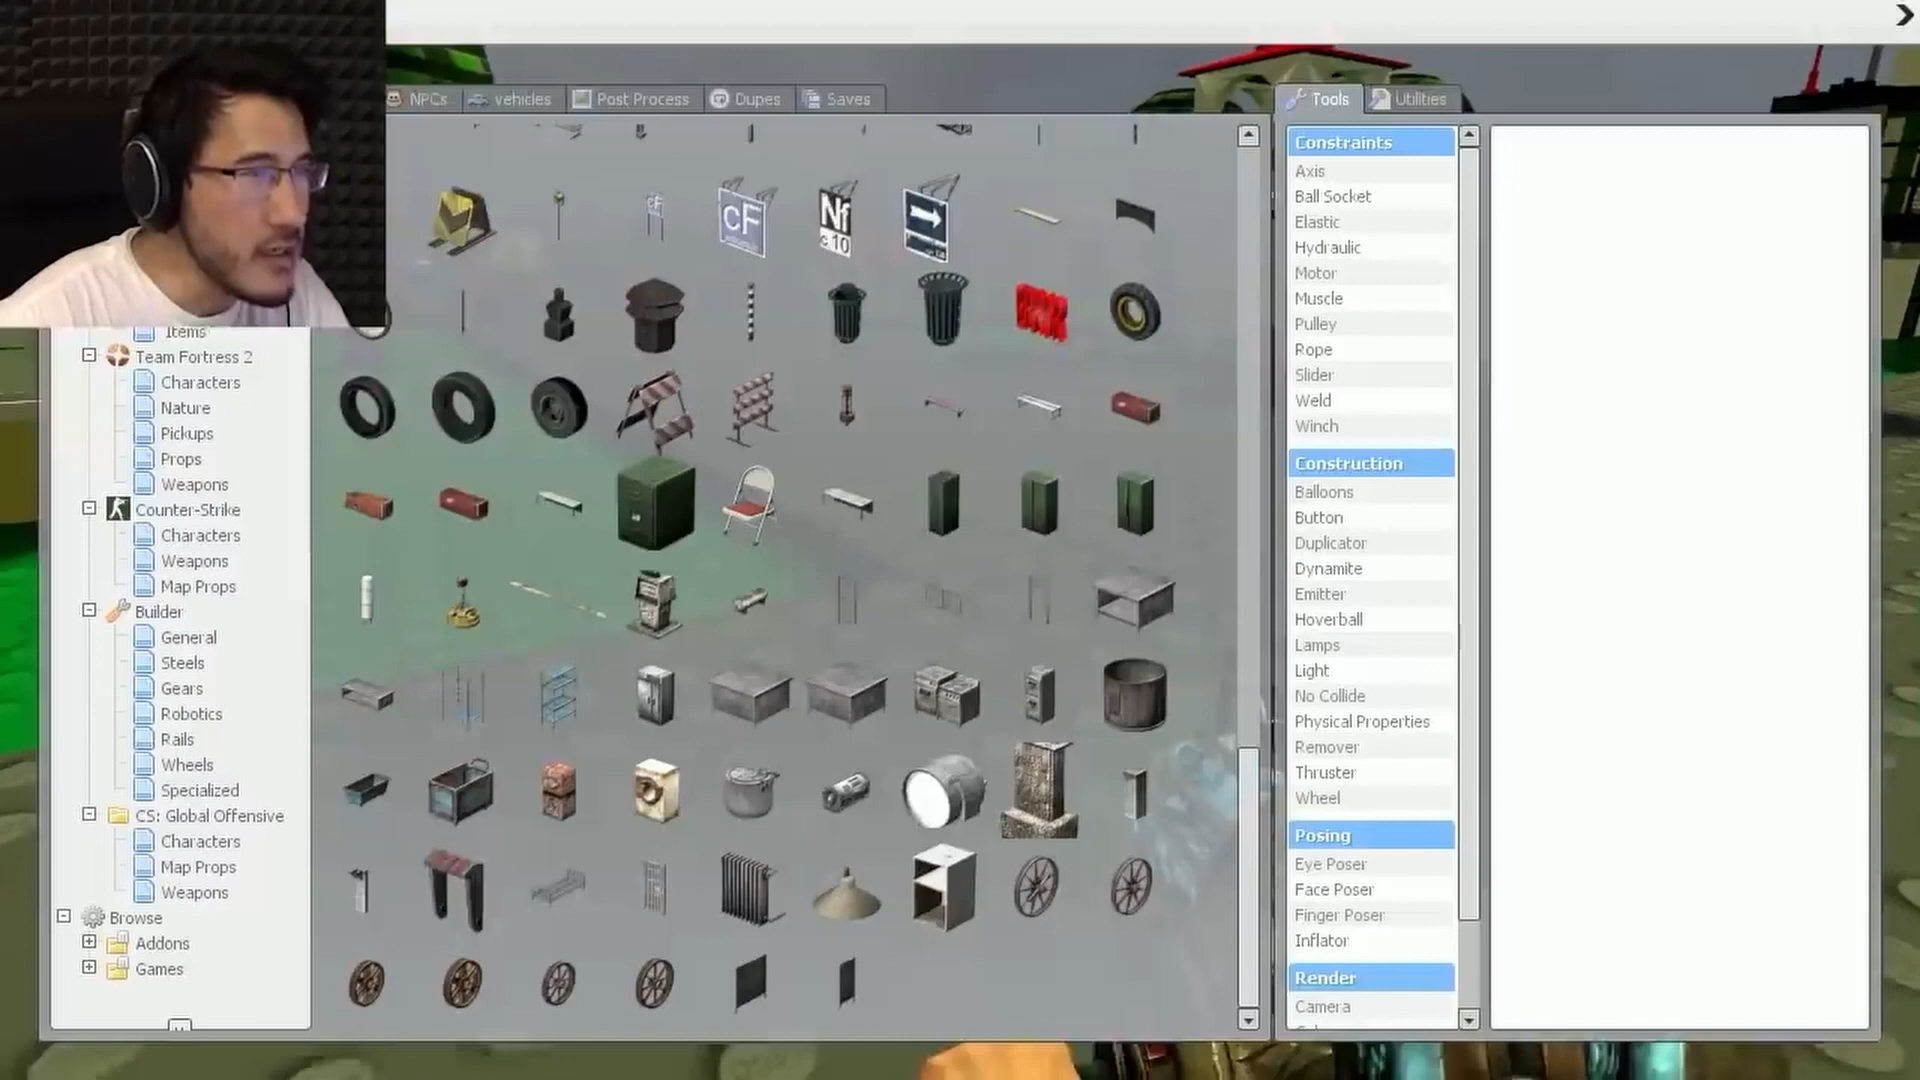 NPCs
vehicles
Post Process
Dupes
Saves
Tools
Utilities
Items
Team Fortress 2
Characters
Nature
Pickups
Props
Weapons
Counter-Strike
Characters
Weapons
Map Props
Builder
General
Steels
Gears
Robotics
Rails
Wheels
Specialized
CS: Global Offensive
Characters
Map Props
Weapons
Browse
Addons
Games
cF
cF
Nf
c.10
Constraints
Axis
Ball Socket
Elastic
Hydraulic
Motor
Muscle
Pulley
Rope
Slider
Weld
Winch
Construction
Balloons
Button
Duplicator
Dynamite
Emitter
Hoverball
Lamps
Light
No Collide
Physical Properties
Remover
Thruster
Wheel
Posing
Eye Poser
Face Poser
Finger Poser
Inflator
Render
Camera